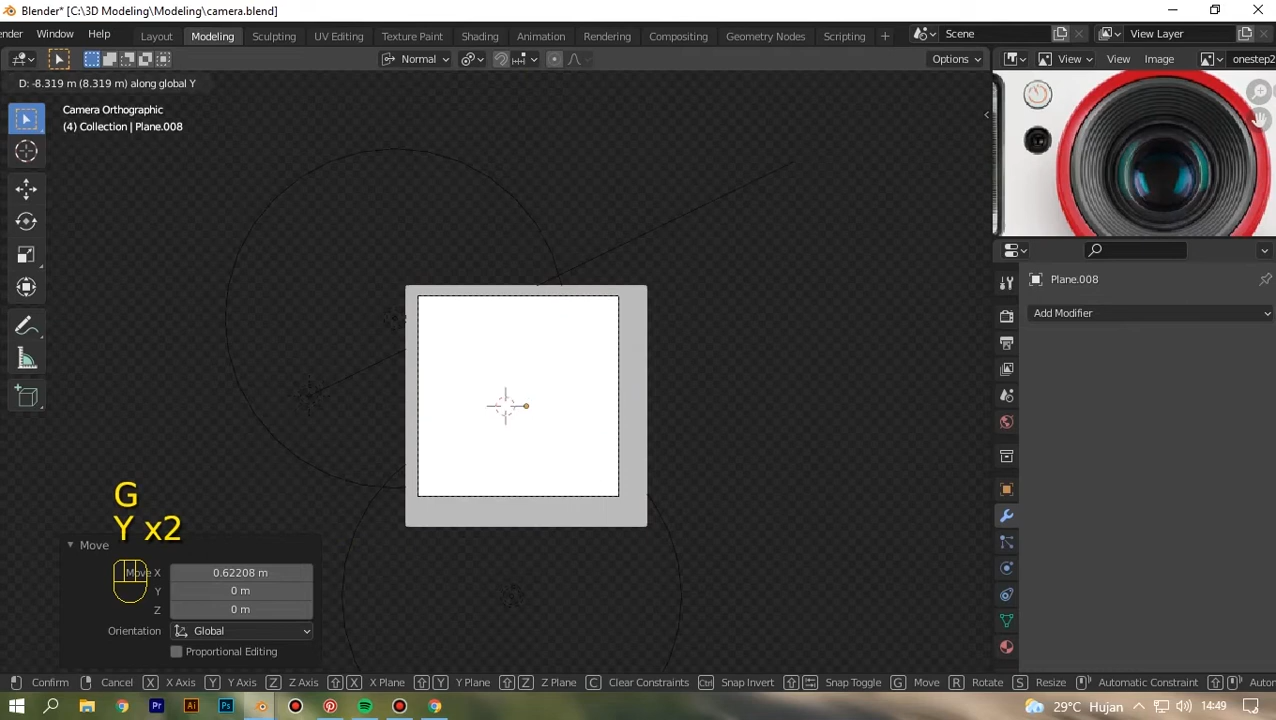 Blender* [C:\3D Modeling\Modeling\camera.blend]
ender Window Help Layout Modeling Sculpting UV Editing Texture Paint Shading Animation Rendering Compositing Geometry Nodes Scripting + Scene View Layer
Normal Options View View Image onestep2
D: -8.319 m (8.319 m) along global Y
Camera Orthographic
(4) Collection | Plane.008
Plane.008
Add Modifier
G
Y x2
Move
Move X 0.62208 m
Y 0 m
Z 0 m
Orientation Global
Proportional Editing
Confirm Cancel X X Axis Y Y Axis Z Z Axis X X Plane Y Y Plane Z Z Plane C Clear Constraints Ctrl Snap Invert Snap Toggle G Move R Rotate S Resize Automatic Constraint Auton
29°C Hujan 14:49